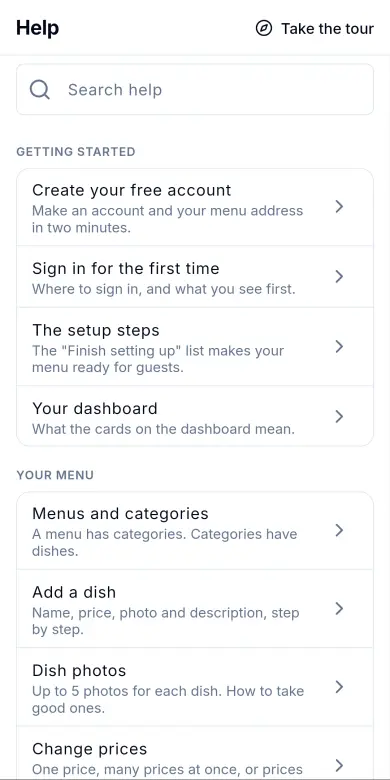 Help
Take the tour
Search help
GETTING STARTED
Create your free account
Make an account and your menu address
in two minutes.
Sign in for the first time
Where to sign in, and what you see first.
The setup steps
The "Finish setting up" list makes your
menu ready for guests.
Your dashboard
What the cards on the dashboard mean.
YOUR MENU
Menus and categories
A menu has categories. Categories have
dishes.
Add a dish
Name, price, photo and description, step
by step.
Dish photos
Up to 5 photos for each dish. How to take
good ones.
Change prices
One price, many prices at once, or prices